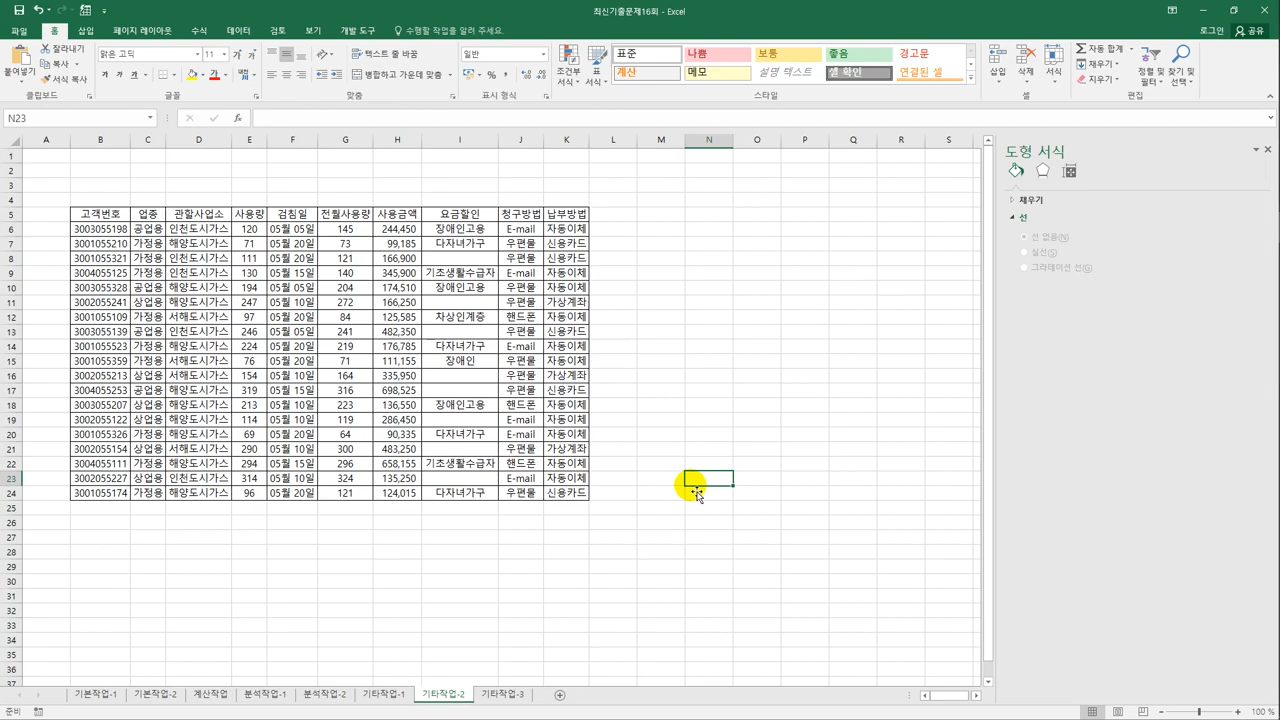 최신기출문제16회 - Excel
파일 홈 삽입 페이지 레이아웃 수식 데이터 검토 보기 개발 도구 수행할 작업을 알려 주세요. 로그인 공유
붙여넣기 잘라내기 복사 서식 복사
맑은 고딕 11 가 가 가 가 가
텍스트 줄 바꿈 병합하고 가운데 맞춤
일반 %
조건부 서식 표 서식
표준 나쁨 보통 좋음 경고문
계산 메모 설명 텍스트 셀 확인 연결된 셀
삽입 삭제 서식
자동 합계 채우기 지우기
정렬 및 필터 찾기 및 선택
클립보드 글꼴 맞춤 표시 형식 스타일 셀 편집
N23 fx
A B C D E F G H I J K L M N O P Q R S
1
2
3
4
5 고객번호 업종 관할사업소 사용량 검침일 전월사용량 사용금액 요금할인 청구방법 납부방법
6 3003055198 공업용 인천도시가스 120 05월 05일 145 244,450 장애인고용 E-mail 자동이체
7 3001055210 가정용 해양도시가스 71 05월 20일 73 99,185 다자녀가구 우편물 신용카드
8 3001055321 가정용 인천도시가스 111 05월 20일 121 166,900 우편물 신용카드
9 3004055125 가정용 인천도시가스 130 05월 15일 140 345,900 기초생활수급자 E-mail 자동이체
10 3003055328 공업용 해양도시가스 194 05월 05일 204 174,510 장애인고용 우편물 자동이체
11 3002055241 상업용 해양도시가스 247 05월 10일 272 166,250 우편물 가상계좌
12 3001055109 가정용 서해도시가스 97 05월 20일 84 125,585 차상인계층 핸드폰 자동이체
13 3003055139 공업용 인천도시가스 246 05월 05일 241 482,350 우편물 신용카드
14 3001055523 가정용 해양도시가스 224 05월 20일 219 176,785 다자녀가구 E-mail 자동이체
15 3001055359 가정용 서해도시가스 76 05월 20일 71 111,155 장애인 우편물 자동이체
16 3002055213 상업용 서해도시가스 154 05월 10일 164 335,950 우편물 가상계좌
17 3004055253 공업용 해양도시가스 319 05월 15일 316 698,525 우편물 신용카드
18 3003055207 상업용 해양도시가스 213 05월 10일 223 136,550 장애인고용 핸드폰 자동이체
19 3002055122 상업용 해양도시가스 114 05월 10일 119 286,450 E-mail 자동이체
20 3001055326 가정용 해양도시가스 69 05월 20일 64 90,335 다자녀가구 E-mail 자동이체
21 3002055154 상업용 서해도시가스 290 05월 10일 300 483,250 우편물 가상계좌
22 3004055111 가정용 해양도시가스 294 05월 15일 296 658,155 기초생활수급자 핸드폰 자동이체
23 3002055227 상업용 인천도시가스 314 05월 10일 324 135,250 E-mail 자동이체
24 3001055174 가정용 해양도시가스 96 05월 20일 121 124,015 다자녀가구 우편물 신용카드
25
26
27
28
29
30
31
32
33
34
35
36
37
도형 서식
채우기
선
선 없음(N)
실선(S)
그라데이션 선(G)
기본작업-1 기본작업-2 계산작업 분석작업-1 분석작업-2 기타작업-1 기타작업-2 기타작업-3
준비 100 %